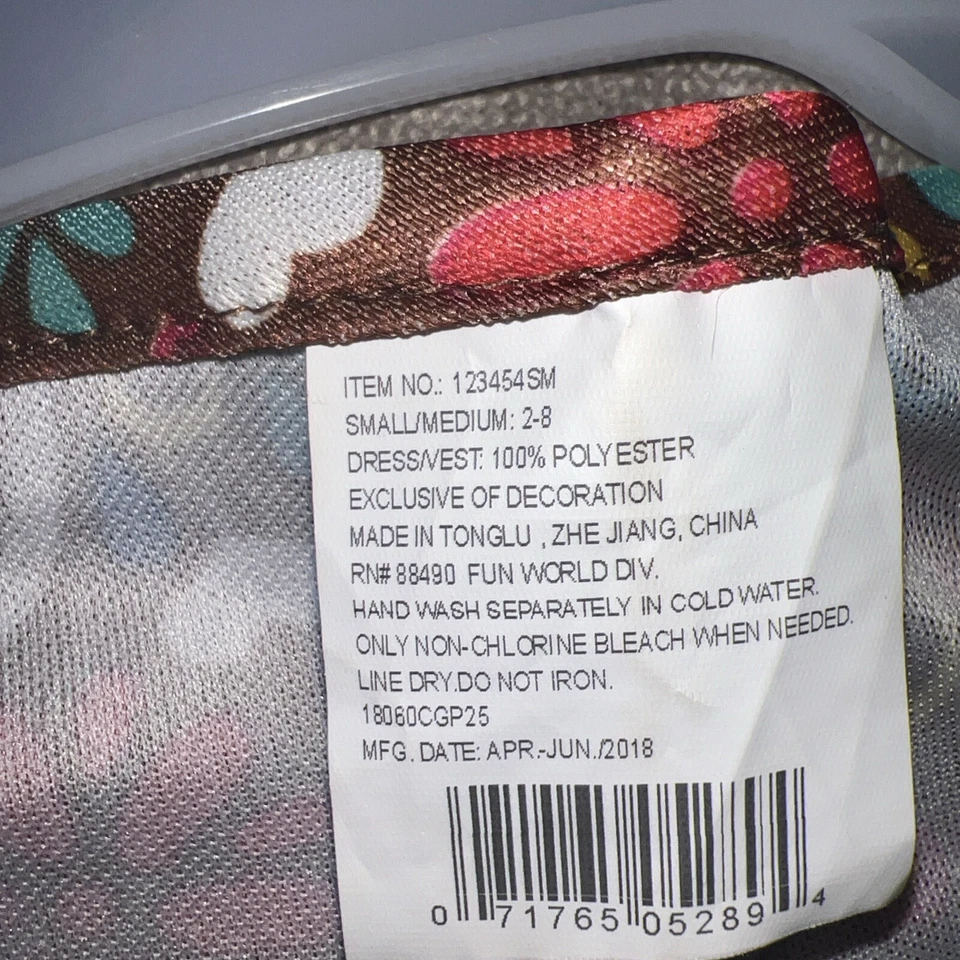 ITEM NO.: 123454SM
SMALL/MEDIUM: 2-8
DRESS/VEST: 100% POLYESTER
EXCLUSIVE OF DECORATION
MADE IN TONGLU , ZHE JIANG, CHINA
RN# 88490 FUN WORLD DIV.
HAND WASH SEPARATELY IN COLD WATER.
ONLY NON-CHLORINE BLEACH WHEN NEEDED.
LINE DRY.DO NOT IRON.
18060CGP25
MFG. DATE: APR.-JUN./2018
0 71765 05289 4